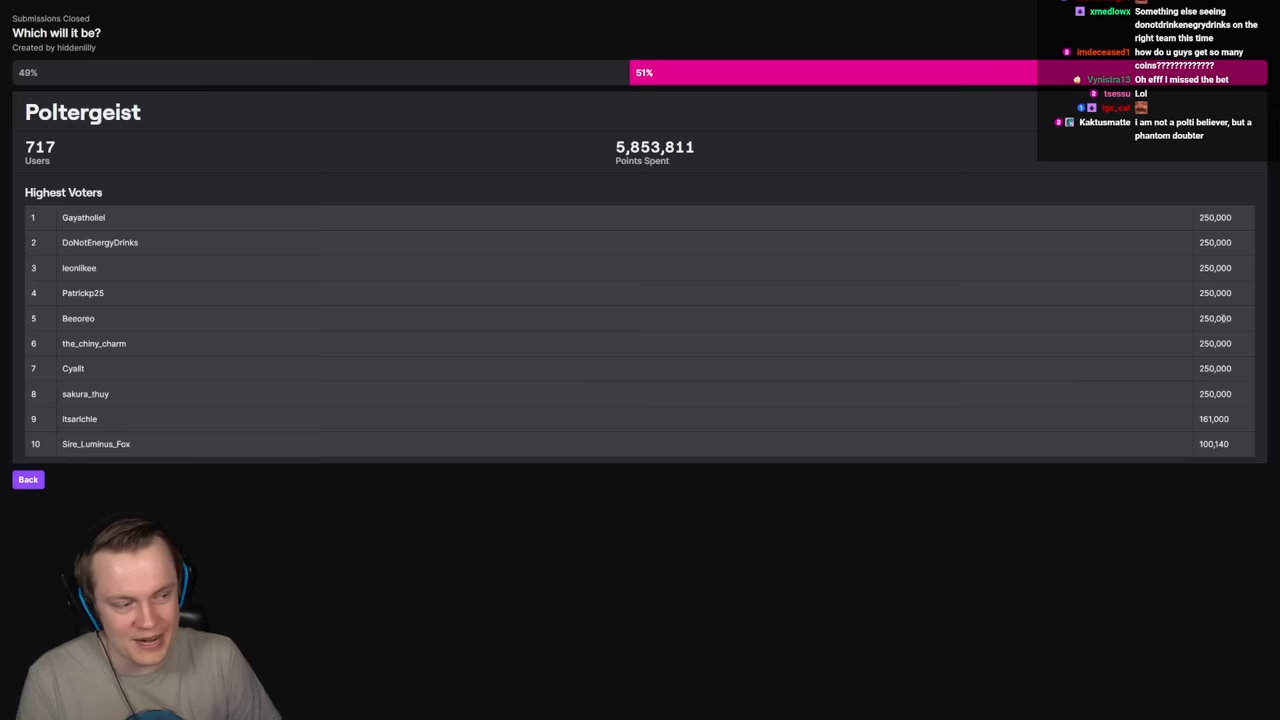 Submissions Closed
Which will it be?
Created by hiddenlilly
49%
51%
Poltergeist
717
Users
5,853,811
Points Spent
Highest Voters
1 Gayatholiel 250,000
2 DoNotEnergyDrinks 250,000
3 leonlikee 250,000
4 Patrickp25 250,000
5 Beeoreo 250,000
6 the_chiny_charm 250,000
7 Cyallt 250,000
8 sakura_thuy 250,000
9 itsarichie 161,000
10 Sire_Luminus_Fox 100,140
Back
xmedlowx Something else seeing
donotdrinkenegrydrinks on the
right team this time
imdeceased1 how do u guys get so many
coins?????????????
Vynistra13 Oh efff I missed the bet
tsessu Lol
igc_cat
Kaktusmatte i am not a polti believer, but a
phantom doubter